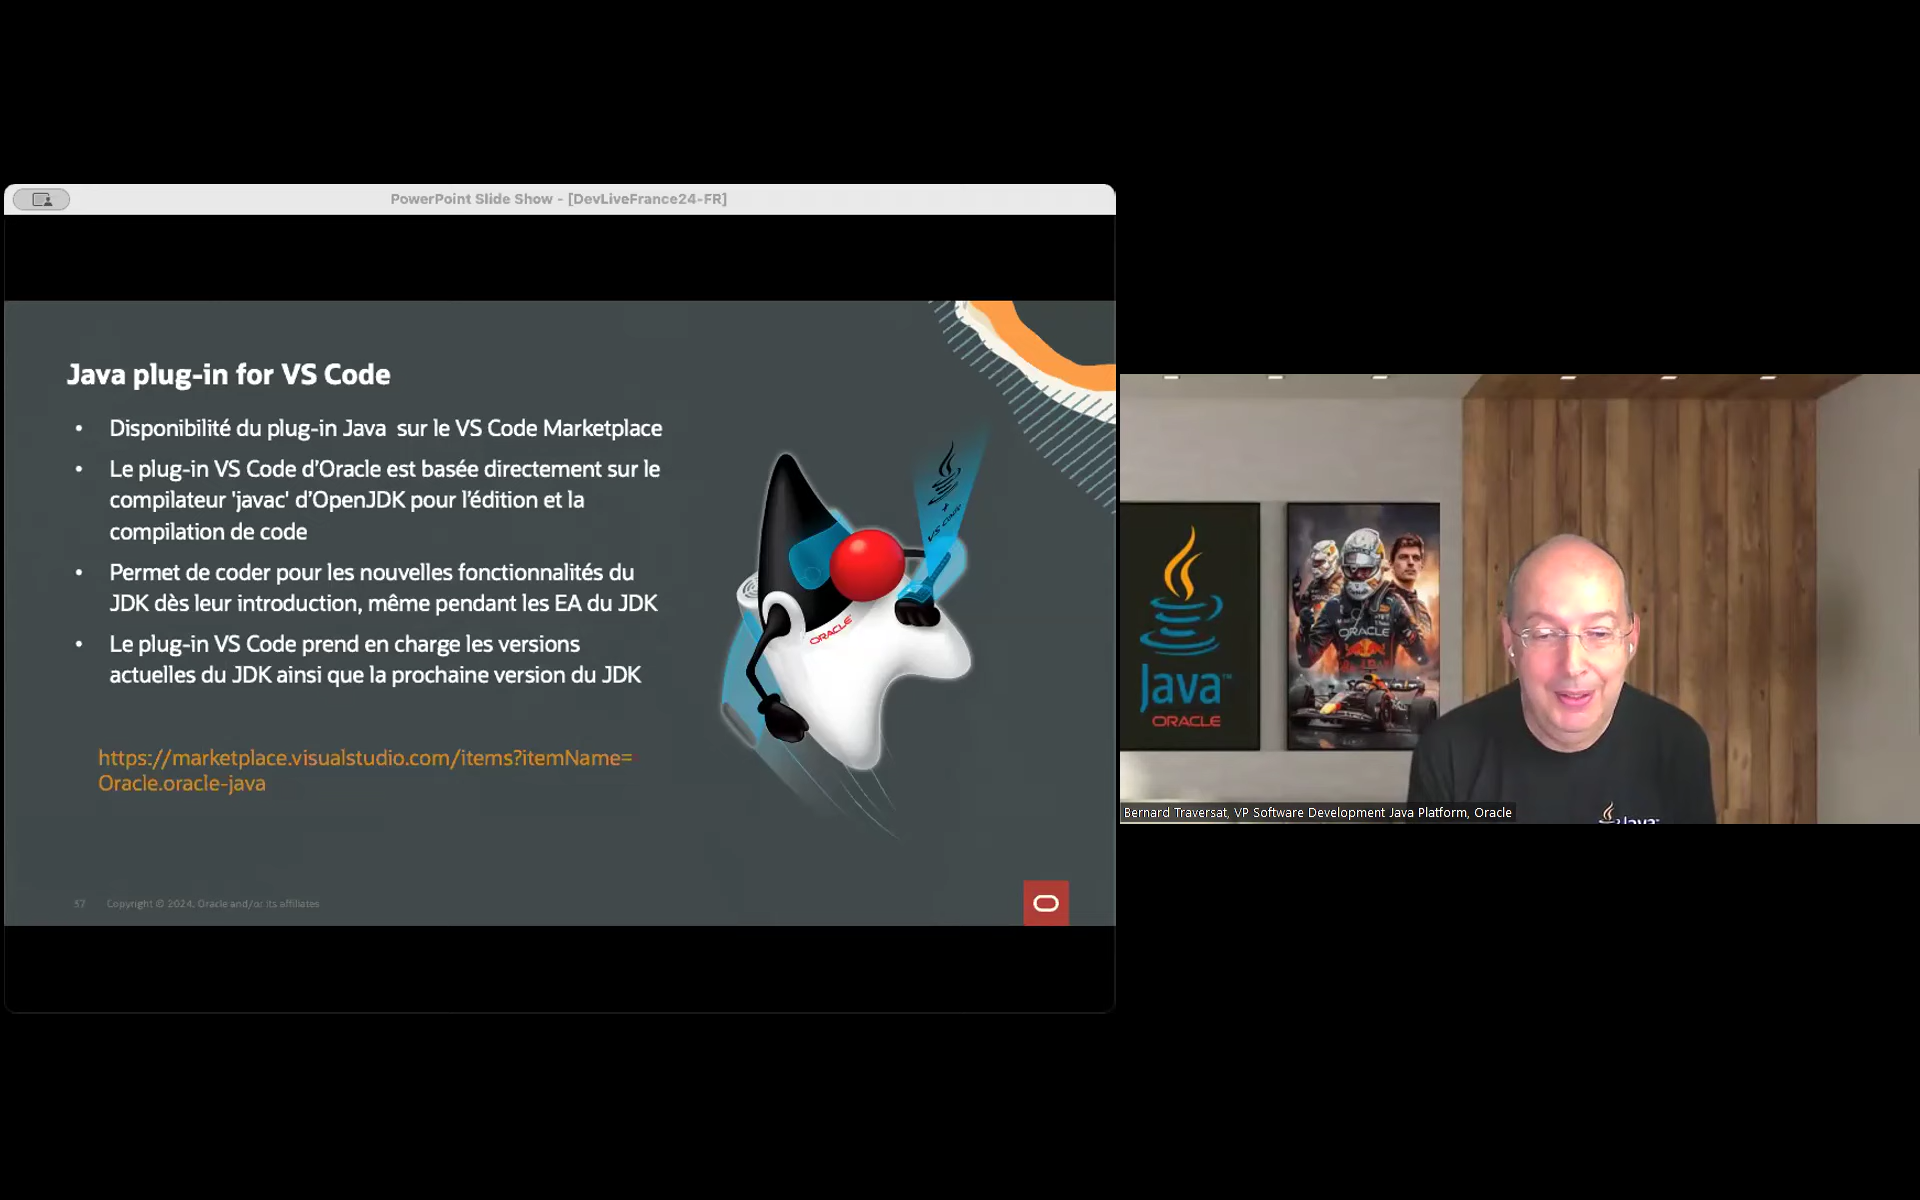 PowerPoint Slide Show - [DevLiveFrance24-FR]
Java plug-in for VS Code
• Disponibilité du plug-in Java sur le VS Code Marketplace
• Le plug-in VS Code d’Oracle est basée directement sur le
compilateur 'javac' d’OpenJDK pour l’édition et la
compilation de code
• Permet de coder pour les nouvelles fonctionnalités du
JDK dès leur introduction, même pendant les EA du JDK
• Le plug-in VS Code prend en charge les versions
actuelles du JDK ainsi que la prochaine version du JDK
https://marketplace.visualstudio.com/items?itemName=
Oracle.oracle-java
57 Copyright © 2024, Oracle and/or its affiliates
ORACLE
+
VS Code
Java™
ORACLE
ORACLE
Red Bull
Bernard Traversat, VP Software Development Java Platform, Oracle
Java